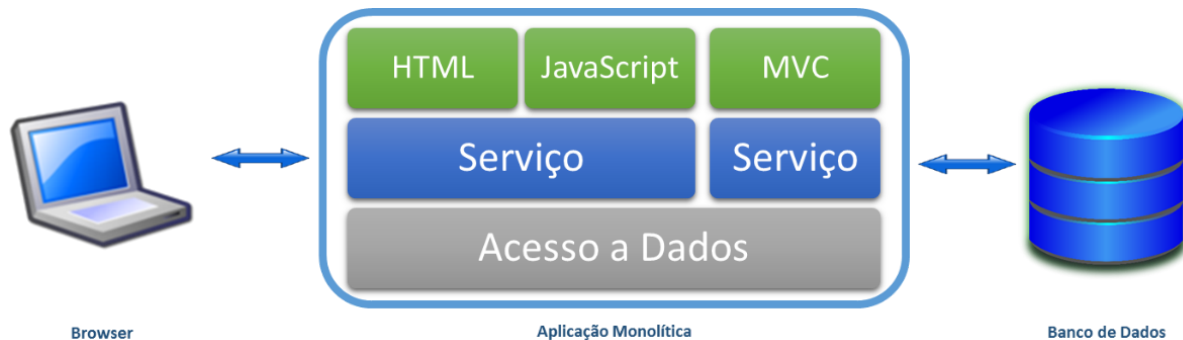 HTML JavaScript MVC
Serviço Serviço
Acesso a Dados
Browser Aplicação Monolítica Banco de Dados